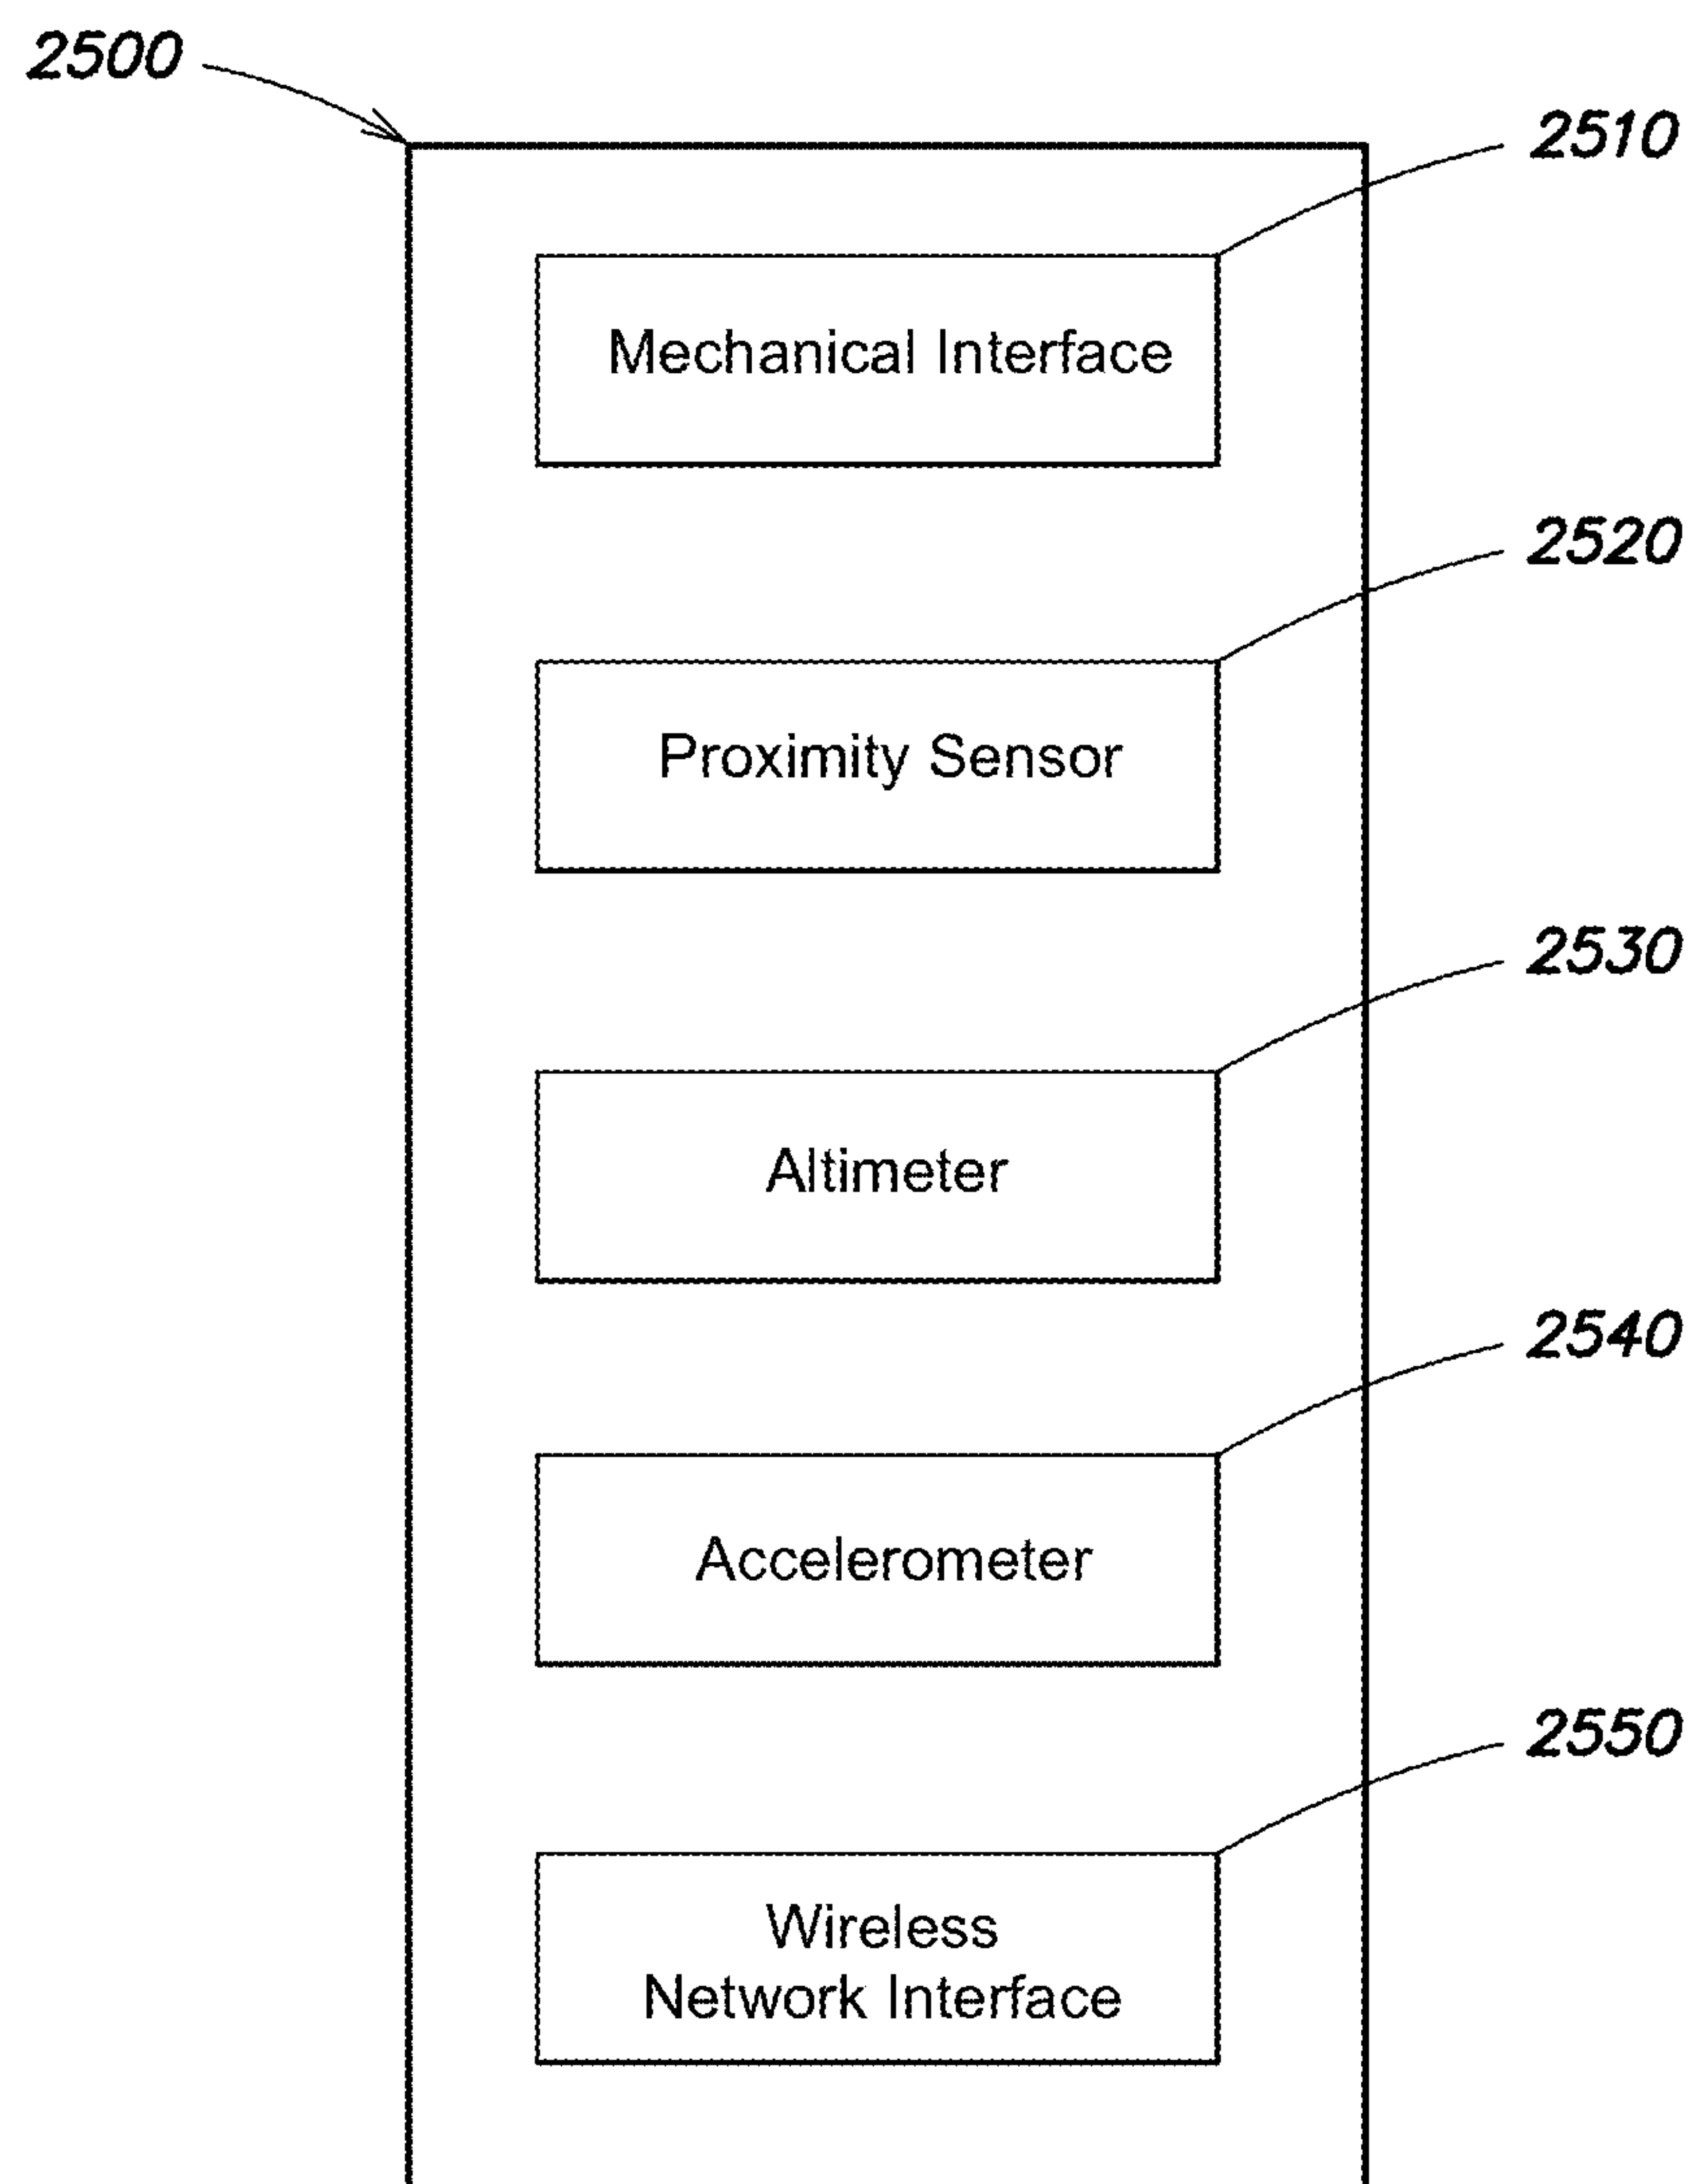 2500
2510
Mechanical Interface
2520
Proximity Sensor
2530
Altimeter
2540
Accelerometer
2550
Wireless
Network Interface